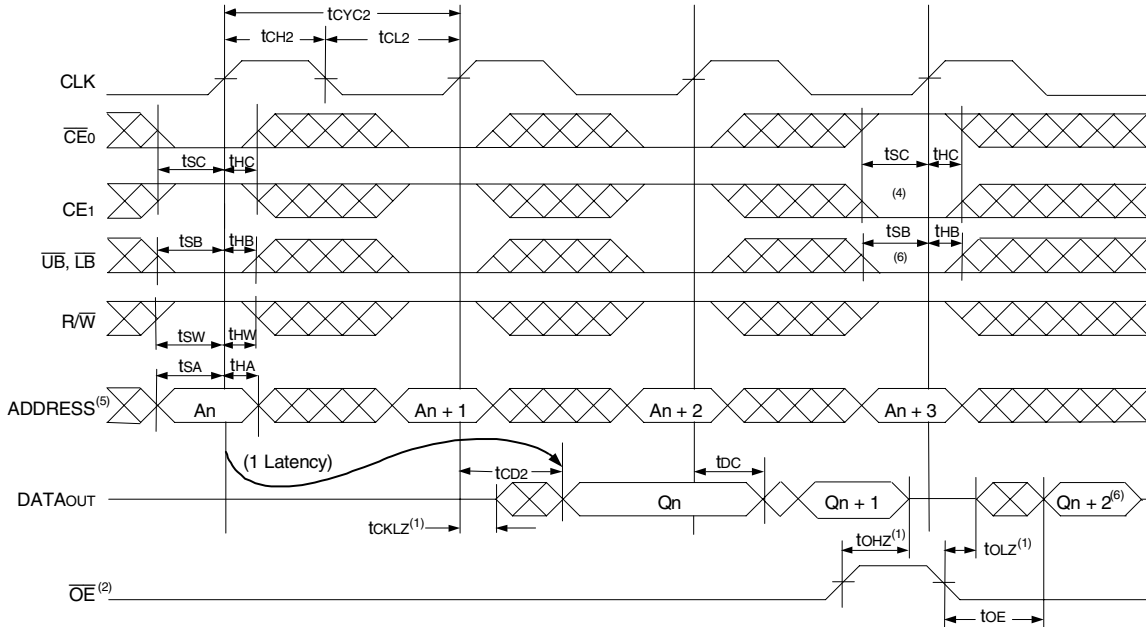 tCYC2
tCH2 tCL2
CLK
CE0
tSC tHC tSC tHC
(4)
CE1
tSB tHB tSB tHB
(6)
UB, LB
R/W
tSW tHW
tSA tHA
ADDRESS(5) An An + 1 An + 2 An + 3
(1 Latency) tCD2 tDC
DATAOUT Qn Qn + 1 Qn + 2(6)
tCKLZ(1) tOHZ(1) tOLZ(1)
OE(2)
tOE